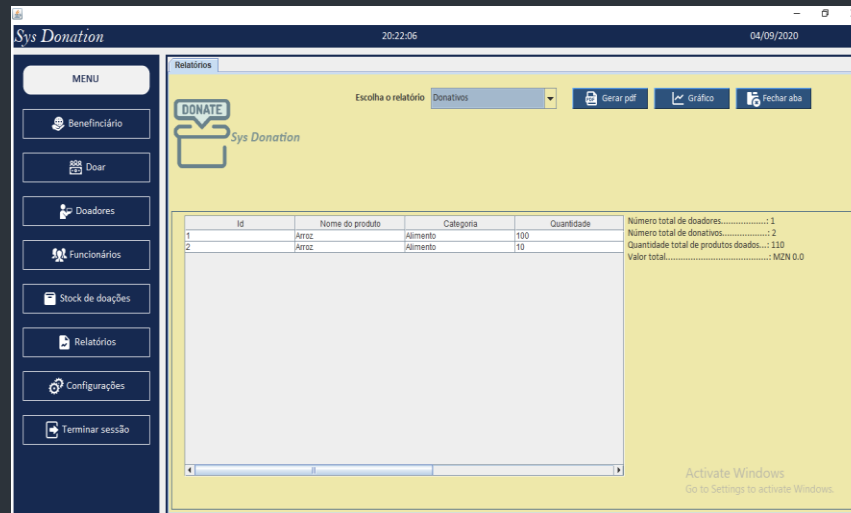 Sys Donation 20:22:06 04/09/2020
Relatórios
MENU
Escolha o relatório Donativos Gerar pdf Gráfico Fechar aba
DONATE
Sys Donation
Benefinciário
Doar
Doadores
Funcionários
Stock de doações
Relatórios
Configurações
Terminar sessão
Id Nome do produto Categoria Quantidade
1 Arroz Alimento 100
2 Arroz Alimento 10
Número total de doadores..................: 1
Número total de donativos.................: 2
Quantidade total de produtos doados...: 110
Valor total.........................................: MZN 0.0
Activate Windows
Go to Settings to activate Windows.